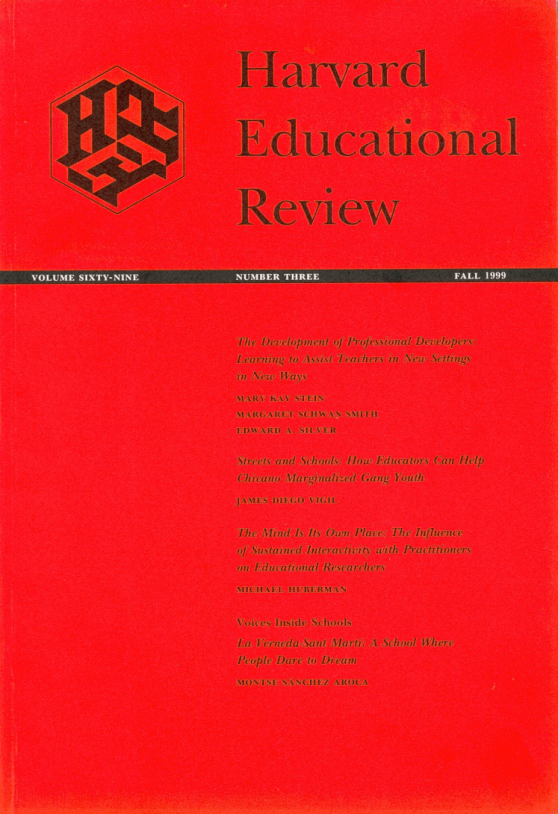 HER
Harvard
Educational
Review
VOLUME SIXTY-NINE NUMBER THREE FALL 1999
The Development of Professional Developers:
Learning to Assist Teachers in New Settings
in New Ways
MARY KAY STEIN
MARGARET SCHWAN SMITH
EDWARD A. SILVER
Streets and Schools: How Educators Can Help
Chicano Marginalized Gang Youth
JAMES DIEGO VIGIL
The Mind Is Its Own Place: The Influence
of Sustained Interactivity with Practitioners
on Educational Researchers
MICHAEL HUBERMAN
Voices Inside Schools
La Verneda-Sant Martí: A School Where
People Dare to Dream
MONTSE SÁNCHEZ AROCA